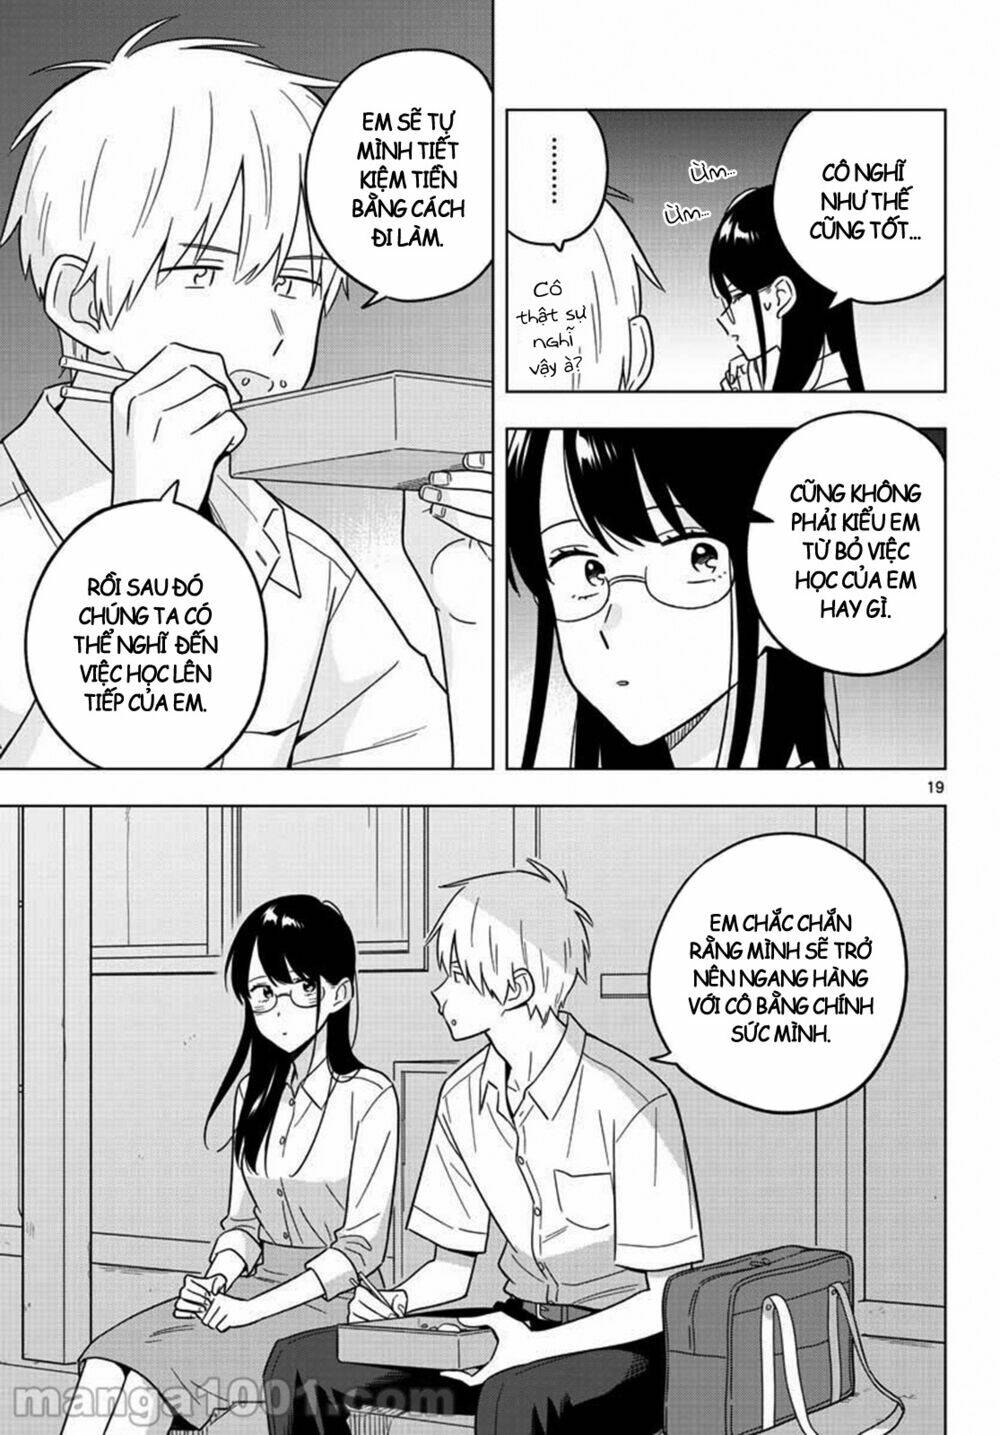 CÔ NGHĨ
NHƯ THẾ
CŨNG TỐT...
Ừm...
Ừm...
.........
Cô
thật sự
nghĩ
vậy à?
CŨNG KHÔNG
PHẢI KIỂU EM
TỪ BỎ VIỆC
HỌC CỦA EM
HAY GÌ.
EM SẼ TỰ
MÌNH TIẾT
KIỆM TIỀN
BẰNG CÁCH
ĐI LÀM.
RỒI SAU ĐÓ
CHÚNG TA CÓ
THỂ NGHĨ ĐẾN
VIỆC HỌC LÊN
TIẾP CỦA EM.
19
EM CHẮC CHẮN
RẰNG MÌNH SẼ TRỞ
NÊN NGANG HÀNG
VỚI CÔ BẰNG CHÍNH
SỨC MÌNH.
manga1001.com